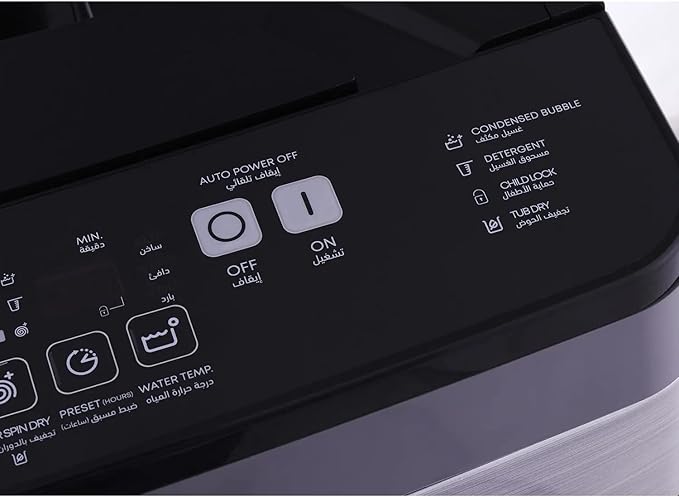 CONDENSED BUBBLE
غسيل مكثف
DETERGENT
مسحوق الغسيل
CHILD LOCK
حماية الأطفال
TUB DRY
تجفيف الحوض
AUTO POWER OFF
إيقاف تلقائي
OFF
إيقاف
ON
تشغيل
MIN.
دقيقة
ساخن
دافئ
بارد
WATER TEMP.
درجة حرارة المياه
PRESET (HOURS)
ضبط مسبق (ساعات)
SPIN DRY
تجفيف بالدوران